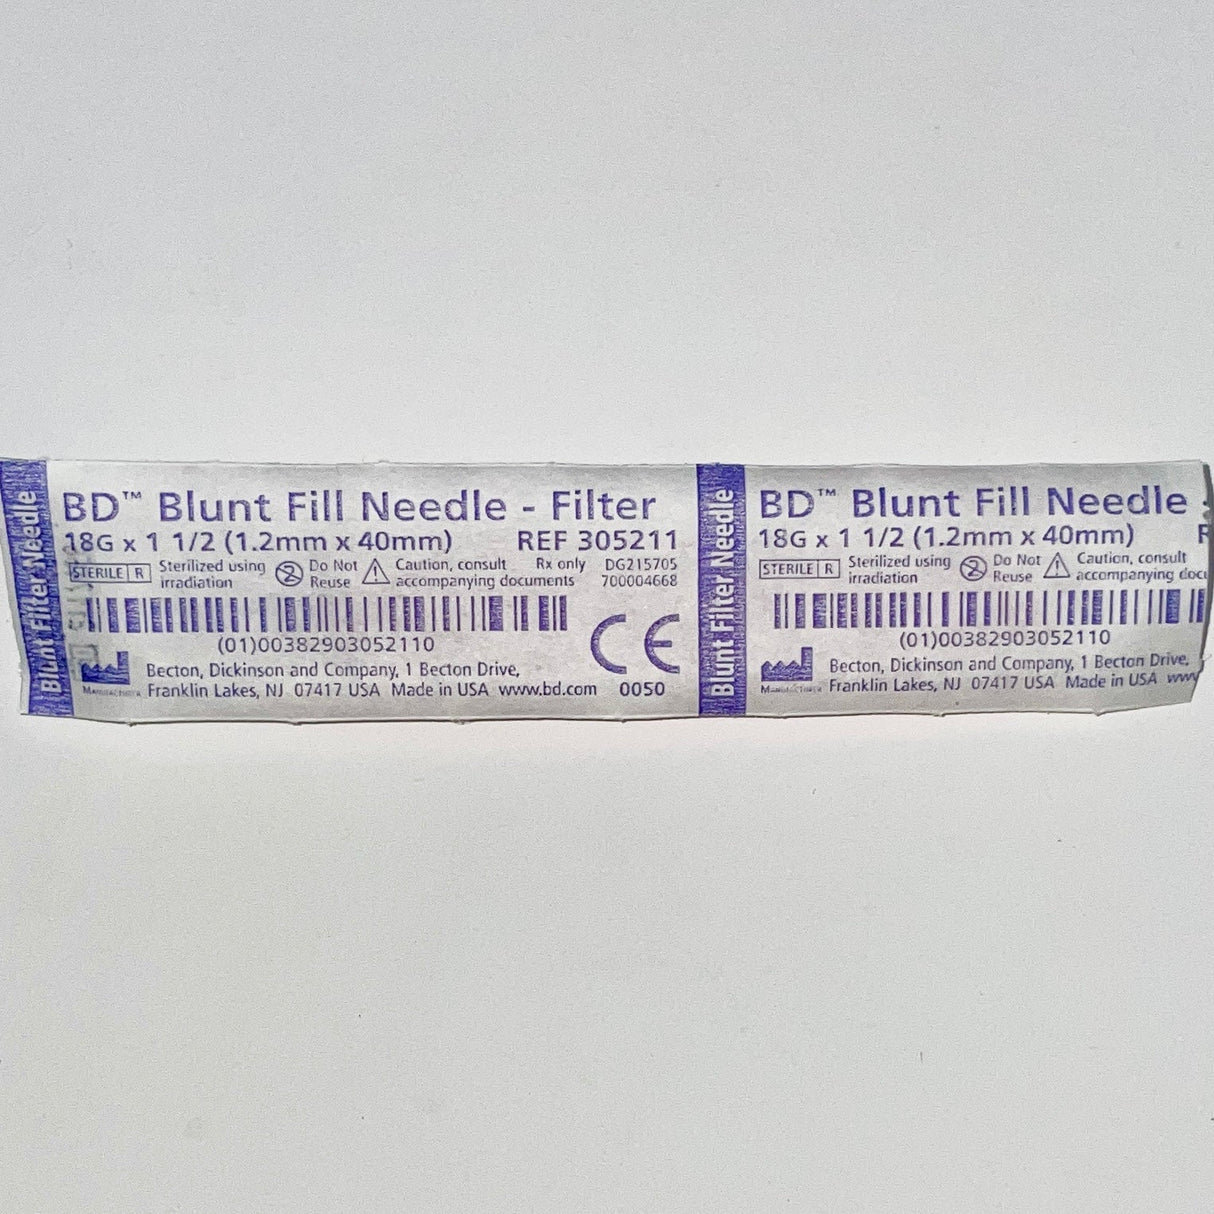 Blunt Filter Needle
BD™ Blunt Fill Needle - Filter
18G x 1 1/2 (1.2mm x 40mm) REF 305211
STERILE R Sterilized using irradiation Do Not Reuse Caution, consult accompanying documents Rx only DG215705 700004668
(01)00382903052110
Manufacturer
Becton, Dickinson and Company, 1 Becton Drive,
Franklin Lakes, NJ 07417 USA Made in USA www.bd.com 0050
CE
Blunt Filter Needle
BD™ Blunt Fill Needle
18G x 1 1/2 (1.2mm x 40mm)
STERILE R Sterilized using irradiation Do Not Reuse Caution, consult accompanying
(01)00382903052110
Manufacturer
Becton, Dickinson and Company, 1 Becton Drive,
Franklin Lakes, NJ 07417 USA Made in USA